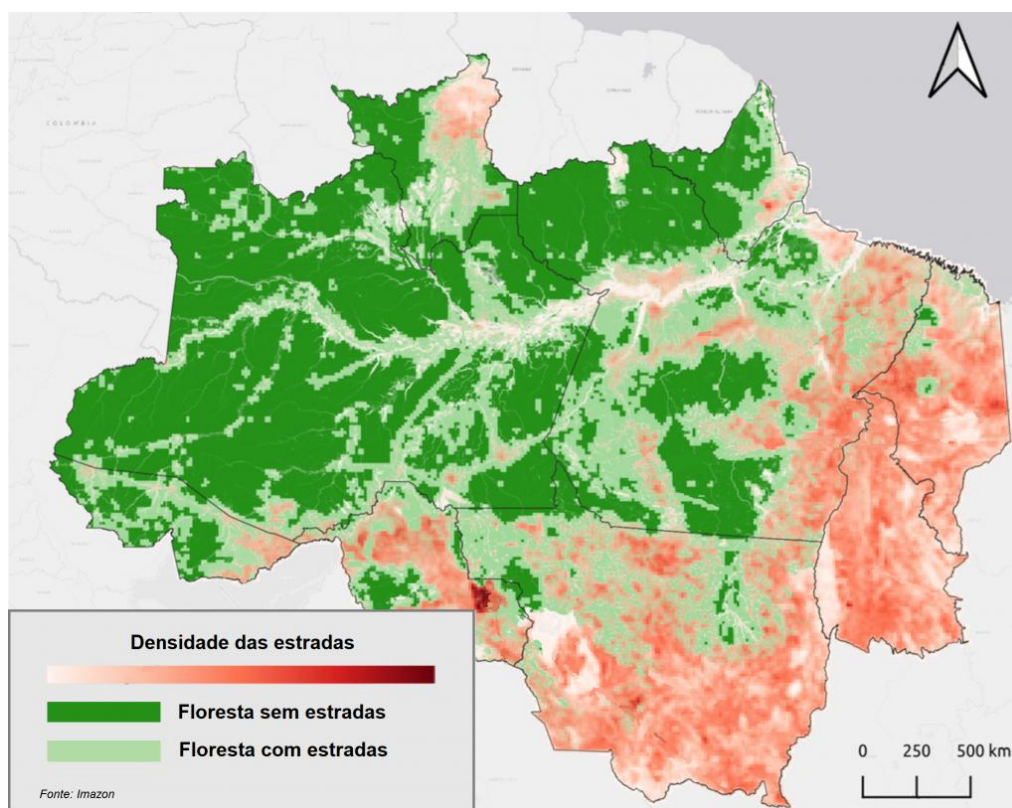 COLOMBIA
Densidade das estradas
Floresta sem estradas
Floresta com estradas
Fonte: Imazon
0 250 500 km